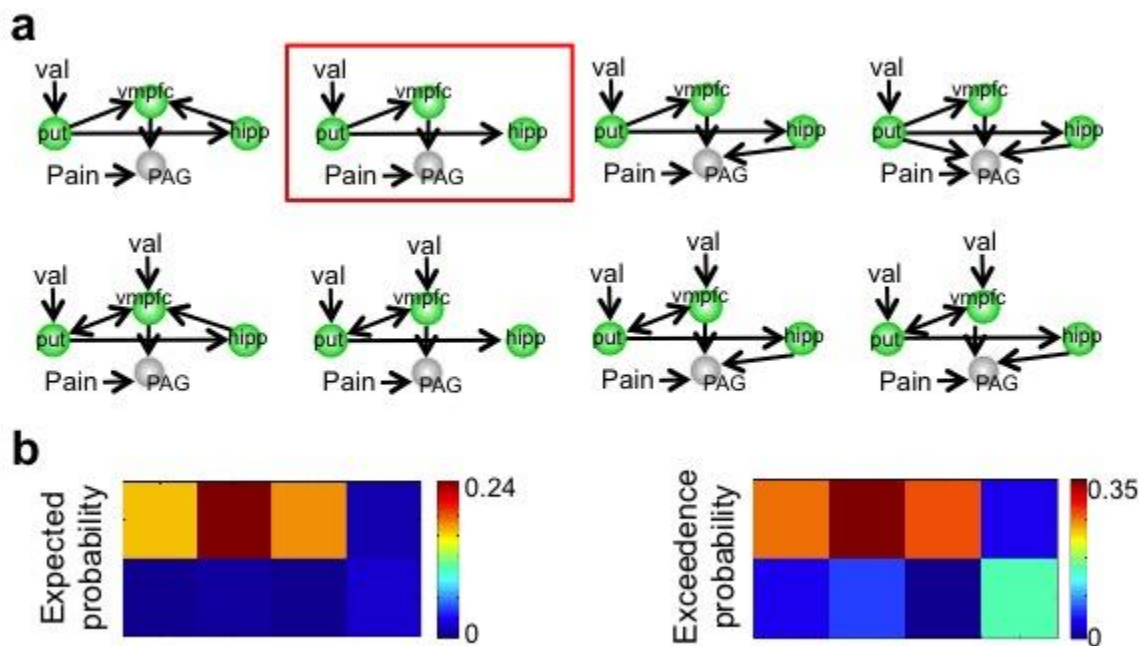 a
val
vmpfc
put
hipp
Pain
PAG
val
vmpfc
put
hipp
Pain
PAG
val
vmpfc
put
hipp
Pain
PAG
val
vmpfc
put
hipp
Pain
PAG
val
val
vmpfc
put
hipp
Pain
PAG
val
val
vmpfc
put
hipp
Pain
PAG
val
val
vmpfc
put
hipp
Pain
PAG
val
val
vmpfc
put
hipp
Pain
PAG
b
Expected
probability
0.24
0
Exceedence
probability
0.35
0